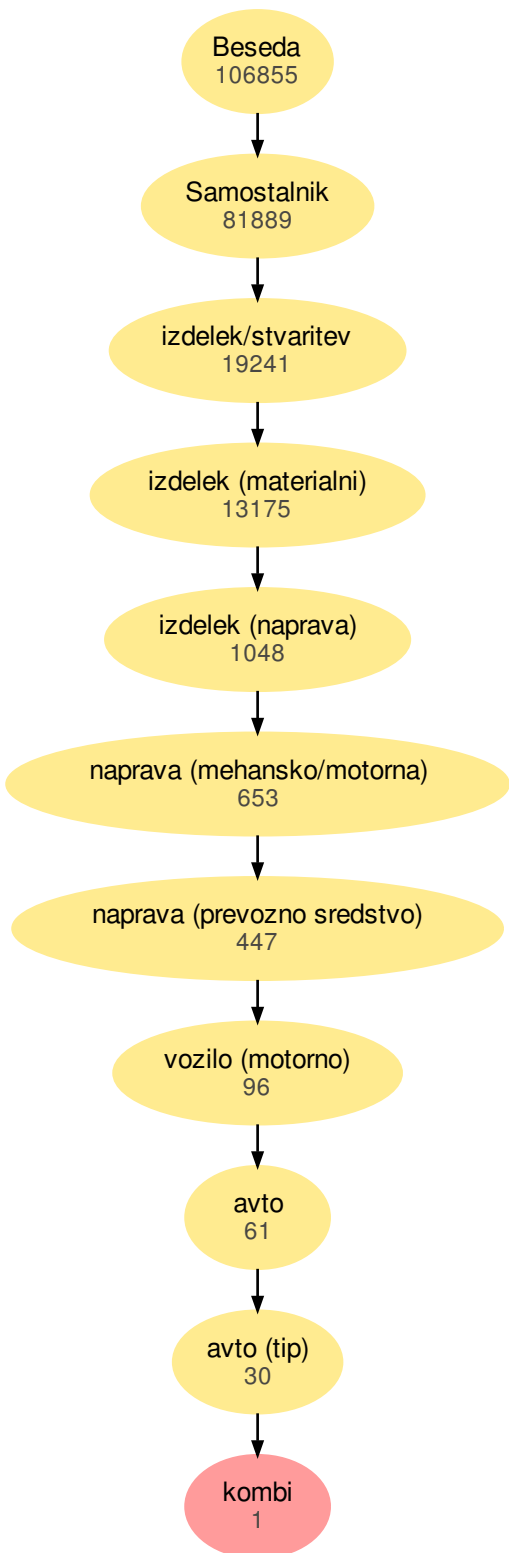 Beseda
106855
Samostalnik
81889
izdelek/stvaritev
19241
izdelek (materialni)
13175
izdelek (naprava)
1048
naprava (mehansko/motorna)
653
naprava (prevozno sredstvo)
447
vozilo (motorno)
96
avto
61
avto (tip)
30
kombi
1